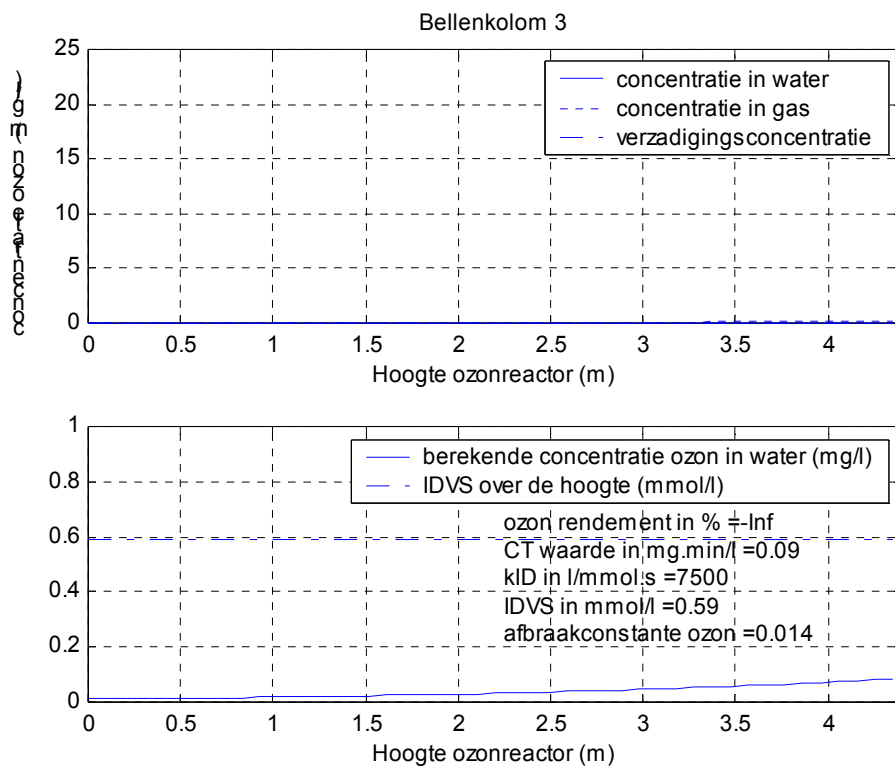 Bellenkolom 3
concentratie ozon (mg/l)
25
20
15
10
5
0
concentratie in water
concentratie in gas
verzadigingsconcentratie
0 0.5 1 1.5 2 2.5 3 3.5 4
Hoogte ozonreactor (m)
1
0.8
0.6
0.4
0.2
0
berekende concentratie ozon in water (mg/l)
IDVS over de hoogte (mmol/l)
ozon rendement in % =-Inf
CT waarde in mg.min/l =0.09
kID in l/mmol.s =7500
IDVS in mmol/l =0.59
afbraakconstante ozon =0.014
0 0.5 1 1.5 2 2.5 3 3.5 4
Hoogte ozonreactor (m)